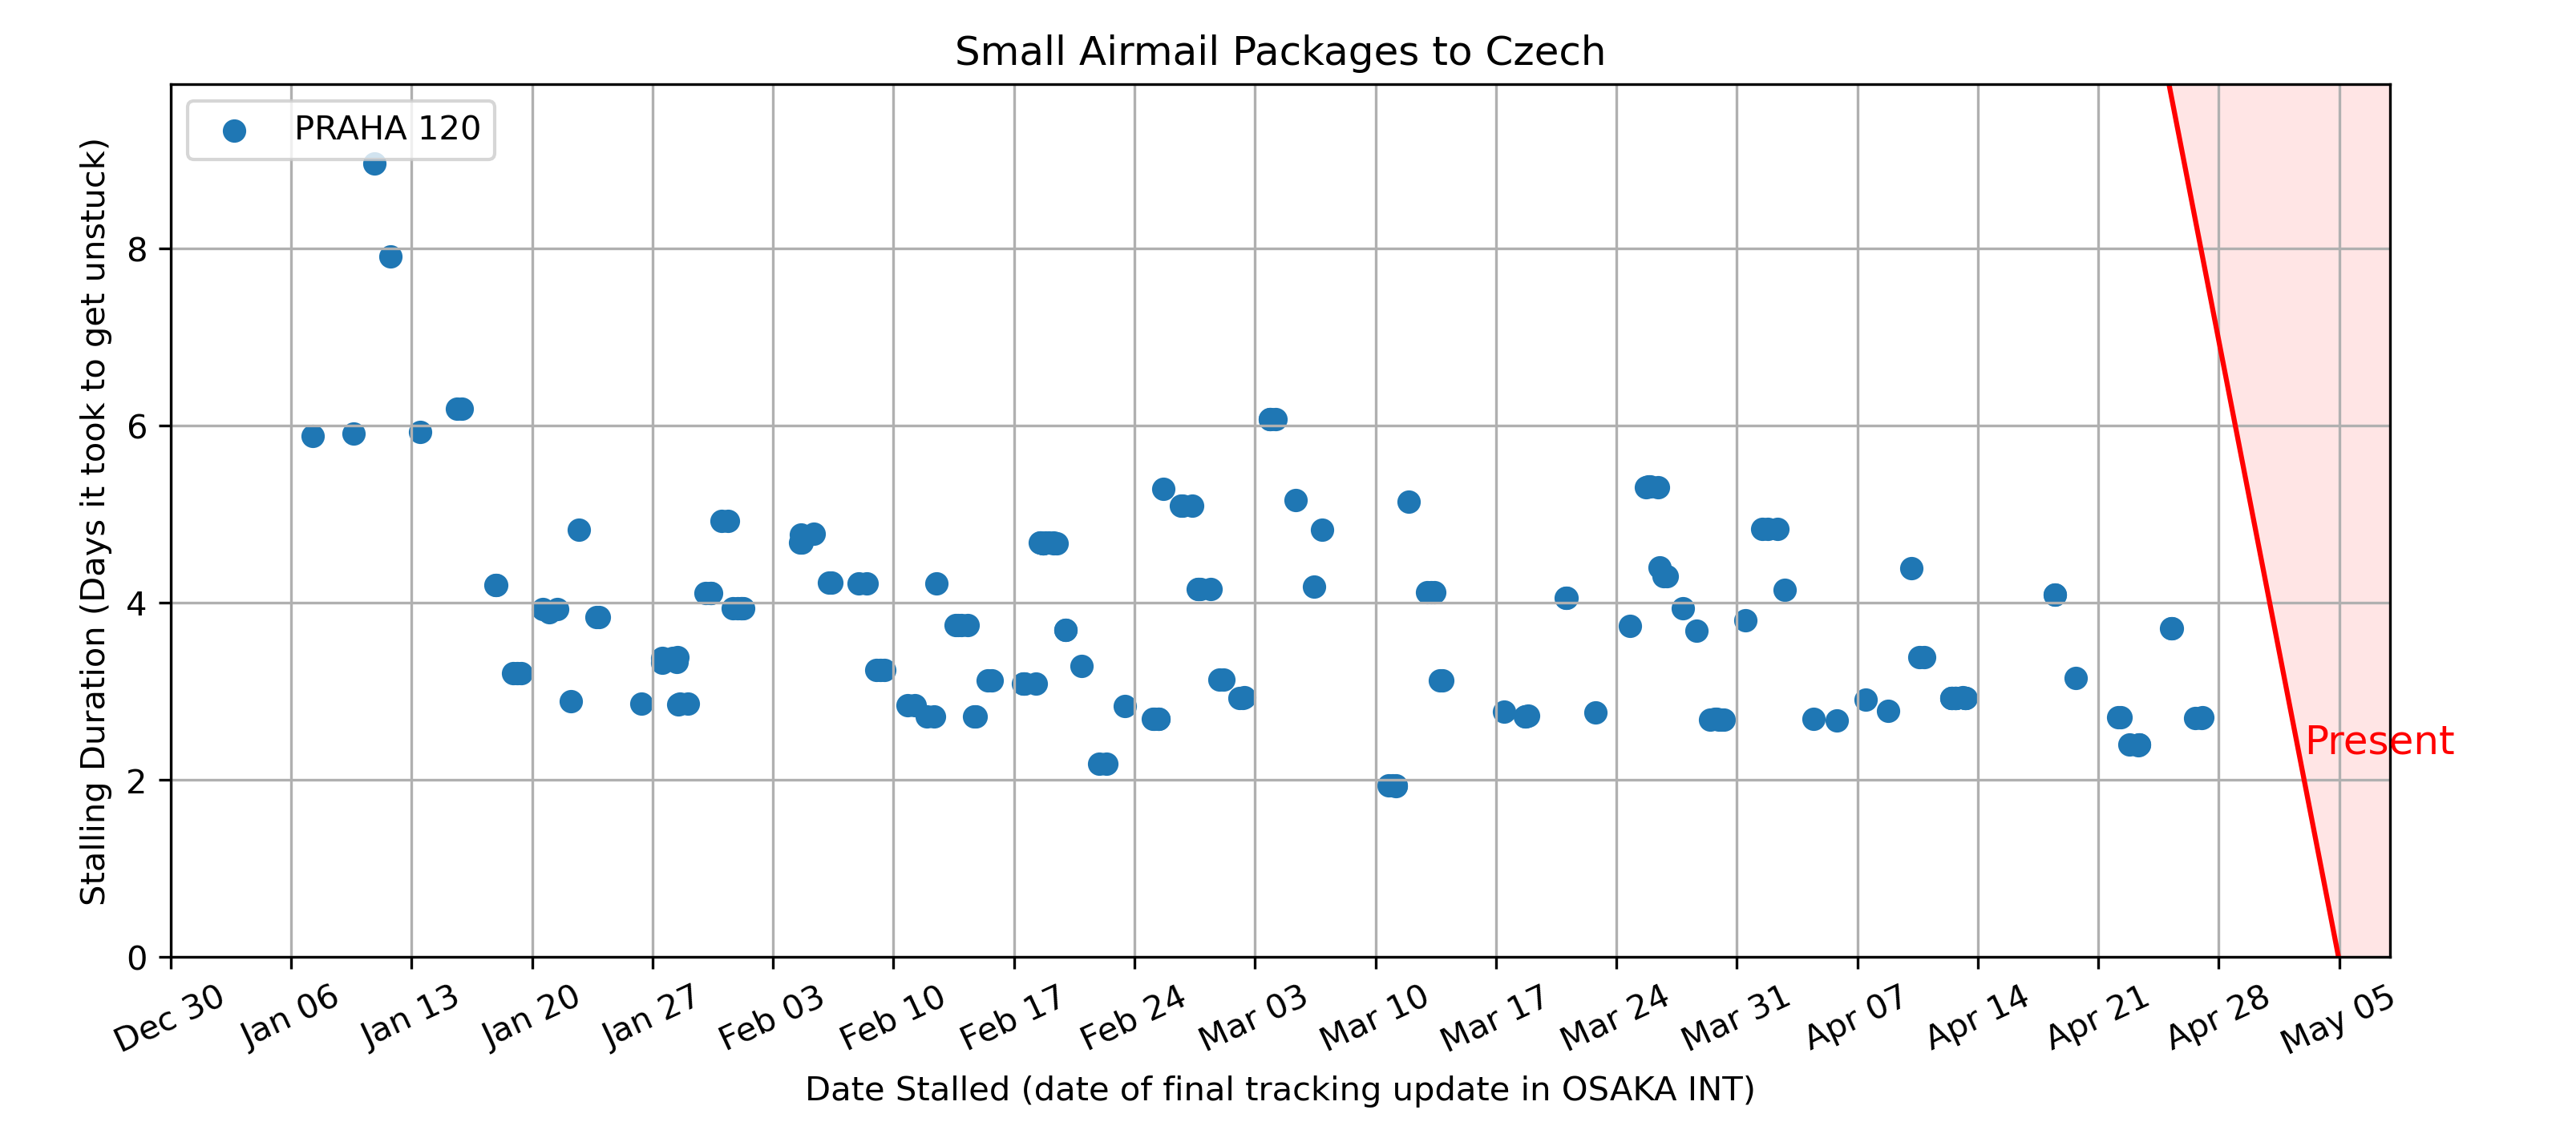 Small Airmail Packages to Czech
PRAHA 120
Stalling Duration (Days it took to get unstuck)
8
6
4
2
0
Present
Dec 30 Jan 06 Jan 13 Jan 20 Jan 27 Feb 03 Feb 10 Feb 17 Feb 24 Mar 03 Mar 10 Mar 17 Mar 24 Mar 31 Apr 07 Apr 14 Apr 21 Apr 28 May 05
Date Stalled (date of final tracking update in OSAKA INT)